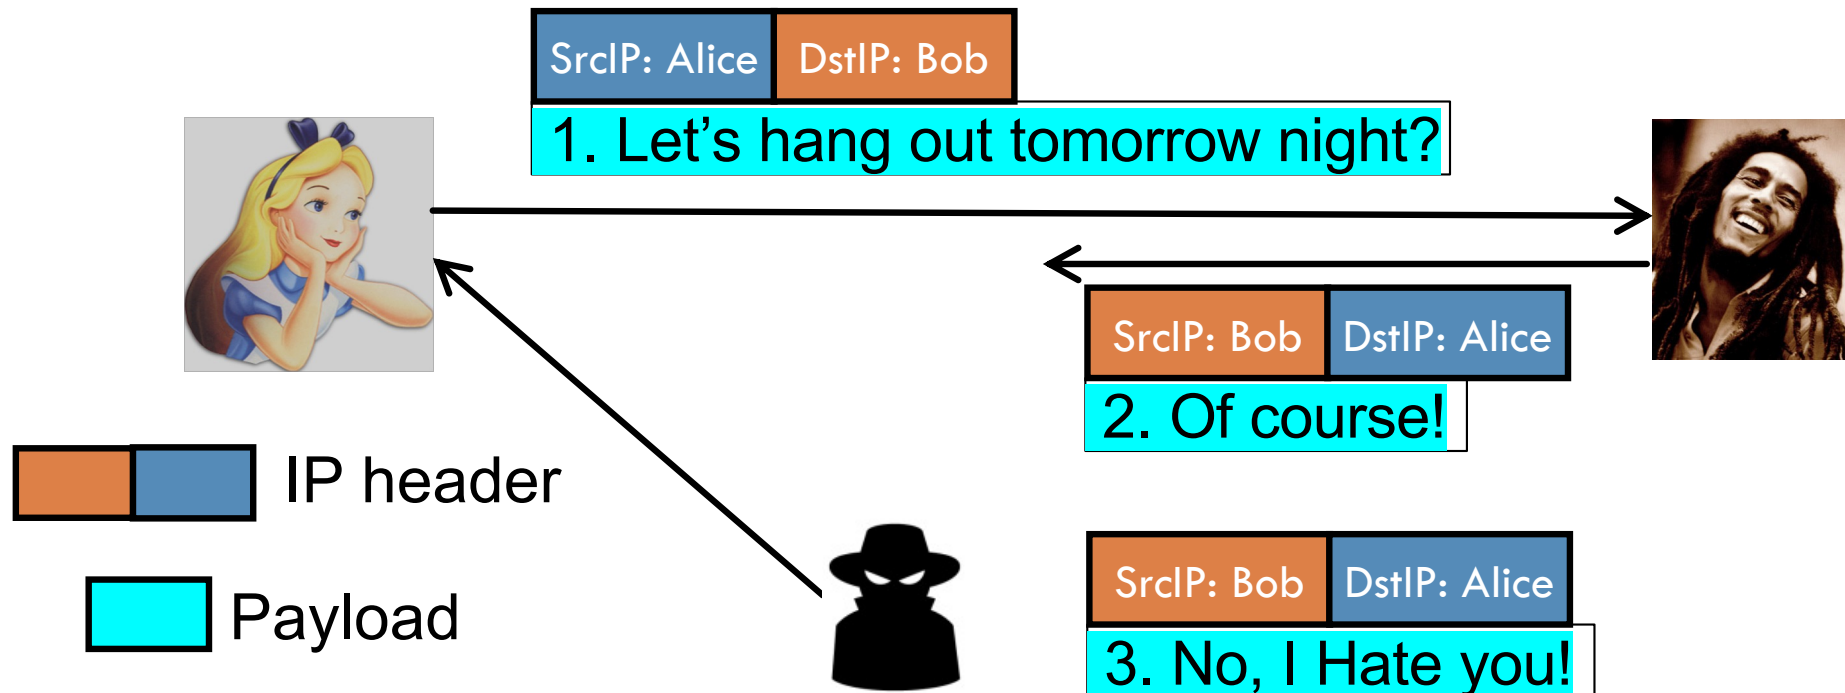 SrcIP: Alice DstIP: Bob
1. Let’s hang out tomorrow night?
SrcIP: Bob DstIP: Alice
2. Of course!
IP header
SrcIP: Bob DstIP: Alice
Payload
3. No, I Hate you!